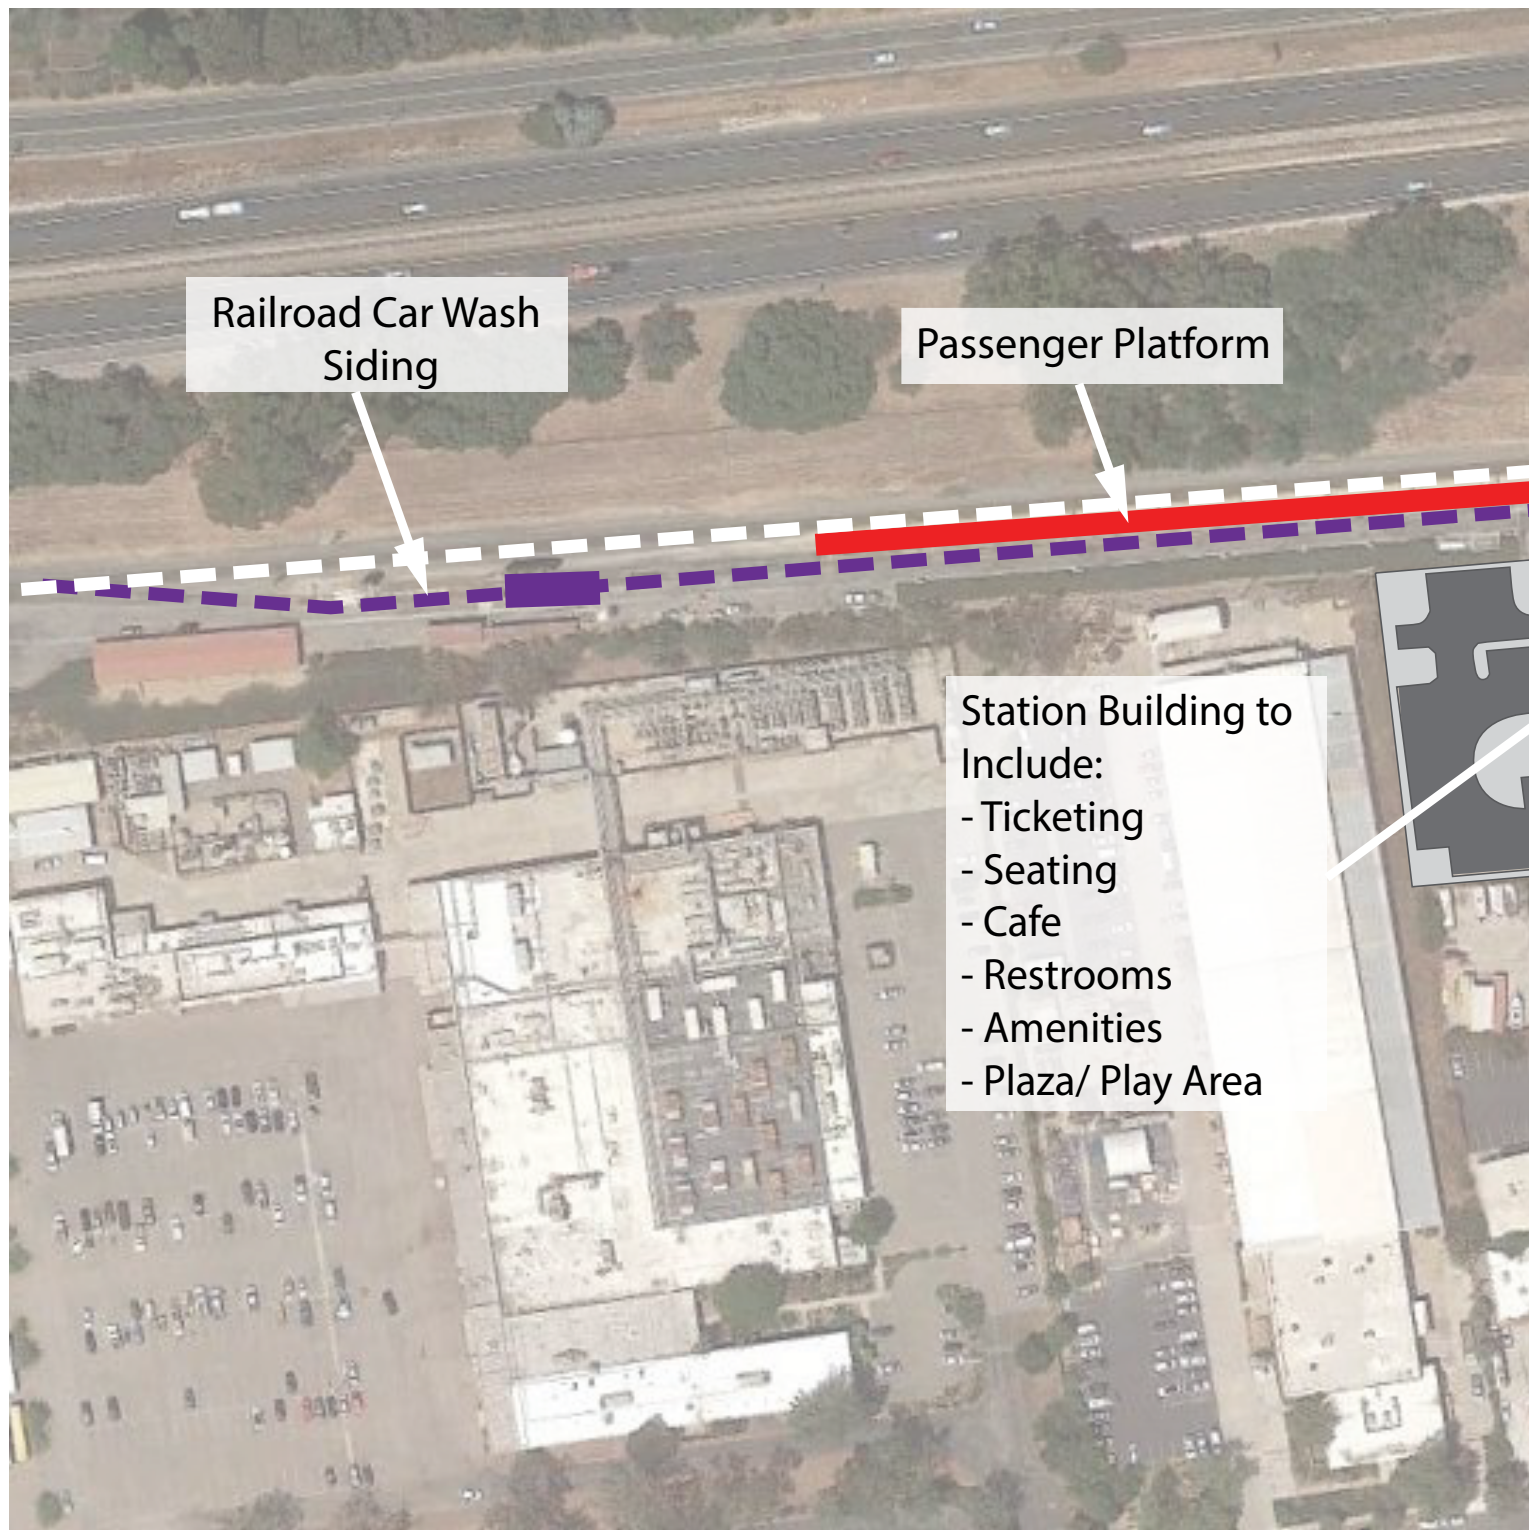 Railroad Car Wash
Siding
Passenger Platform
Station Building to
Include:
- Ticketing
- Seating
- Cafe
- Restrooms
- Amenities
- Plaza/ Play Area